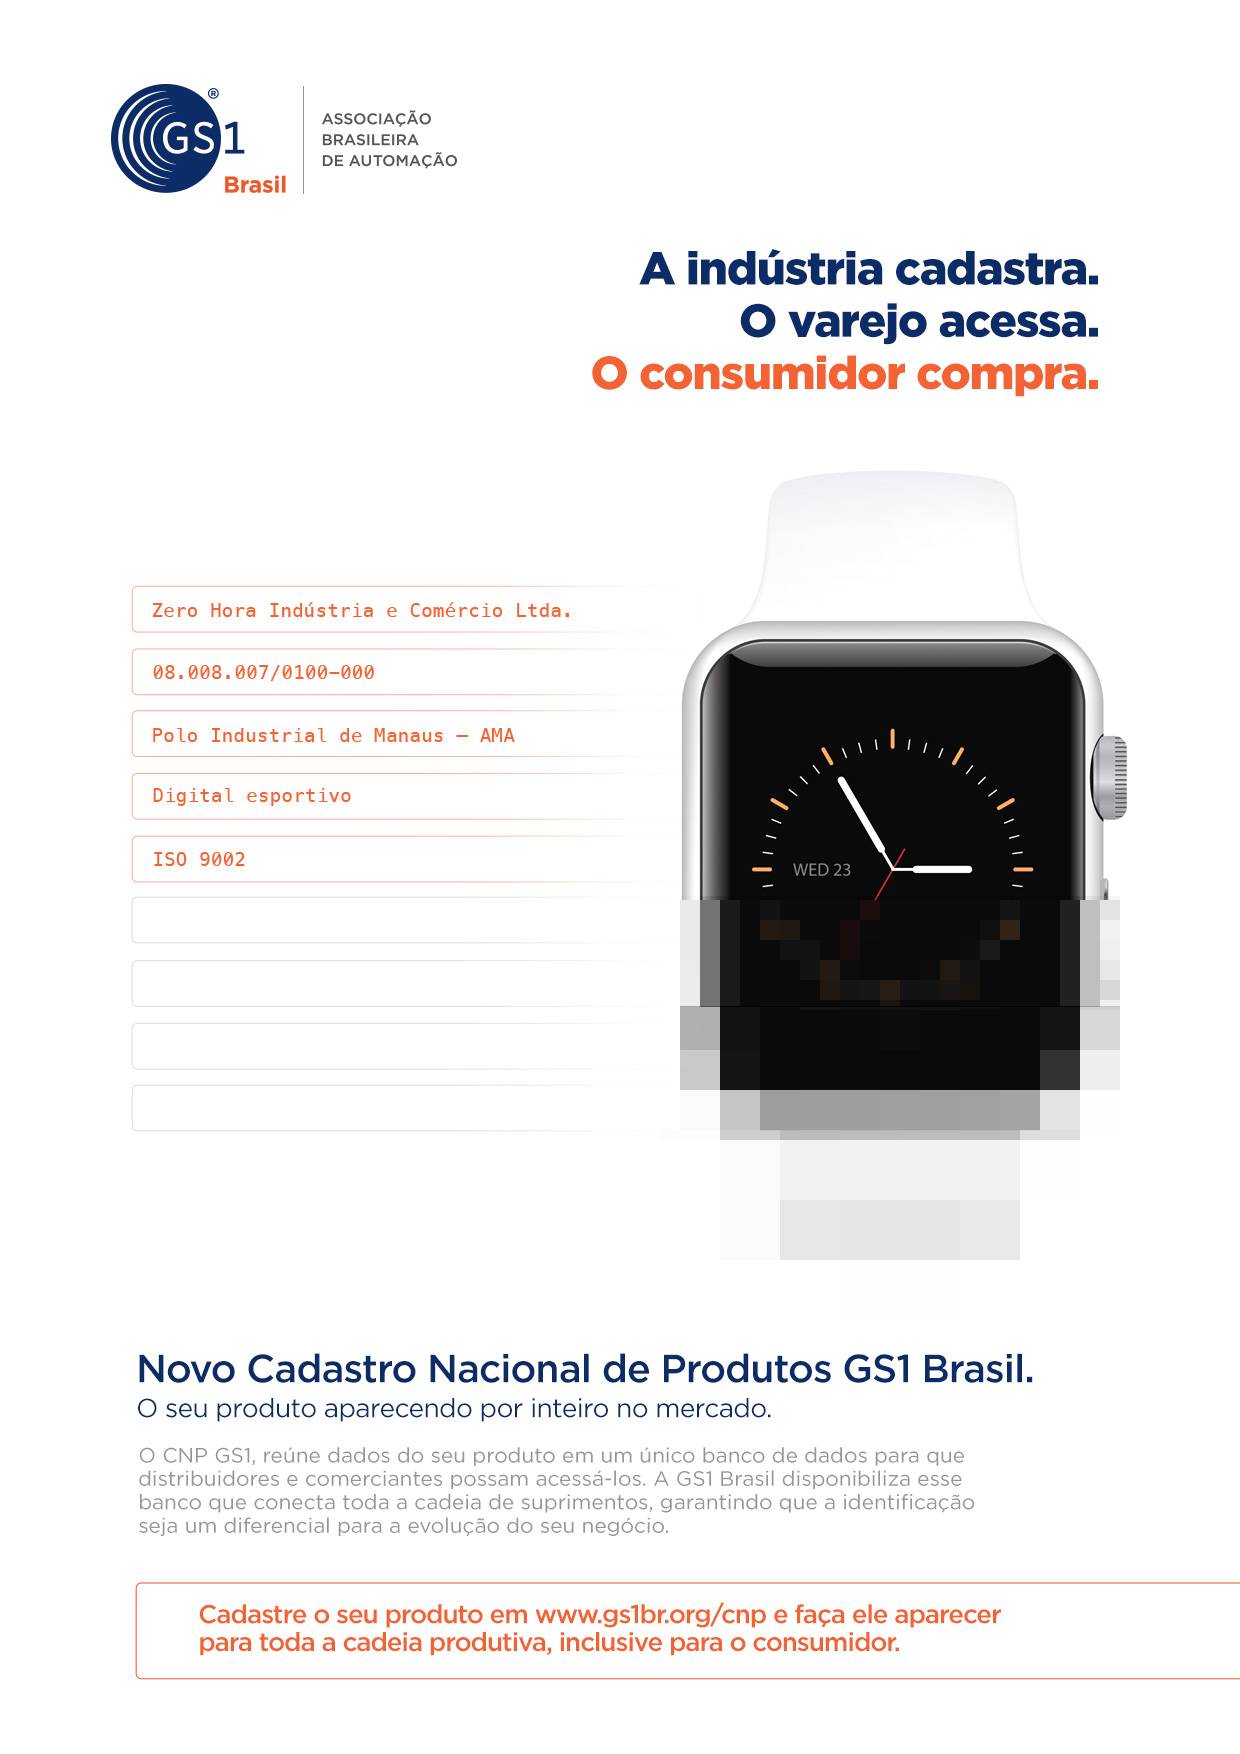 GS1 ®
Brasil
ASSOCIAÇÃO
BRASILEIRA
DE AUTOMAÇÃO
A indústria cadastra.
O varejo acessa.
O consumidor compra.
Zero Hora Indústria e Comércio Ltda.
08.008.007/0100–000
Polo Industrial de Manaus – AMA
Digital esportivo
ISO 9002
WED 23
Novo Cadastro Nacional de Produtos GS1 Brasil.
O seu produto aparecendo por inteiro no mercado.
O CNP GS1, reúne dados do seu produto em um único banco de dados para que
distribuidores e comerciantes possam acessá-los. A GS1 Brasil disponibiliza esse
banco que conecta toda a cadeia de suprimentos, garantindo que a identificação
seja um diferencial para a evolução do seu negócio.
Cadastre o seu produto em www.gs1br.org/cnp e faça ele aparecer
para toda a cadeia produtiva, inclusive para o consumidor.